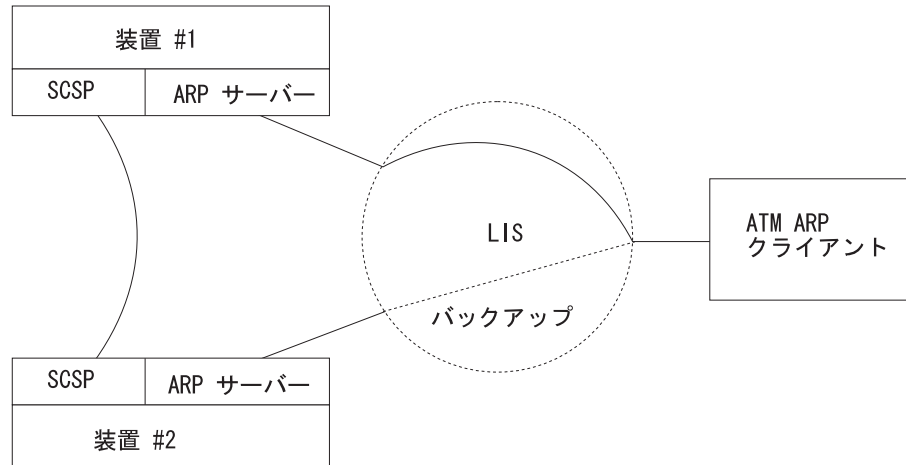 装置 #1
SCSP
ARP サーバー
LIS
ATM ARP
クライアント
バックアップ
SCSP
ARP サーバー
装置 #2